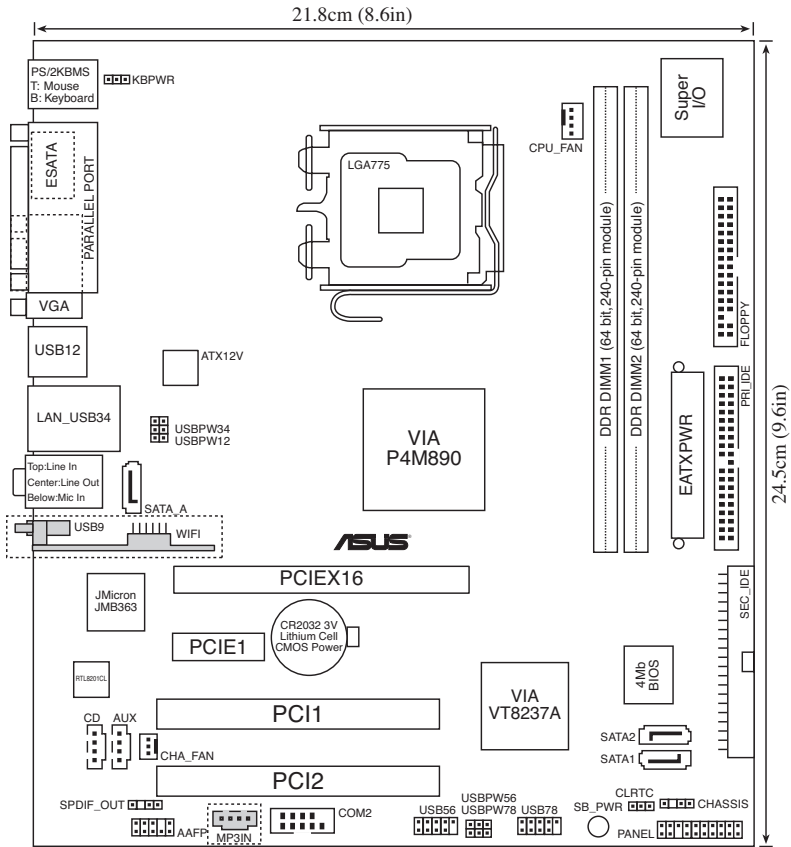 21.8cm (8.6in)
PS/2KBMS
T: Mouse
B: Keyboard
KBPWR
Super
I/O
CPU_FAN
LGA775
ESATA
PARALLEL PORT
VGA
DDR DIMM1 (64 bit,240-pin module)
DDR DIMM2 (64 bit,240-pin module)
FLOPPY
USB12
ATX12V
24.5cm (9.6in)
PRI_IDE
EATXPWR
LAN_USB34
USBPW34
USBPW12
VIA
P4M890
Top:Line In
Center:Line Out
Below:Mic In
SATA_A
USB9
WIFI
ASUS
PCIEX16
SEC_IDE
JMicron
JMB363
CR2032 3V
Lithium Cell
CMOS Power
PCIE1
RTL8201CL
4Mb
BIOS
VIA
VT8237A
PCI1
CD
AUX
SATA2
SATA1
CHA_FAN
PCI2
SPDIF_OUT
AAFP
MP3IN
COM2
USB56
USBPW56
USBPW78
USB78
SB_PWR
CLRTC
CHASSIS
PANEL